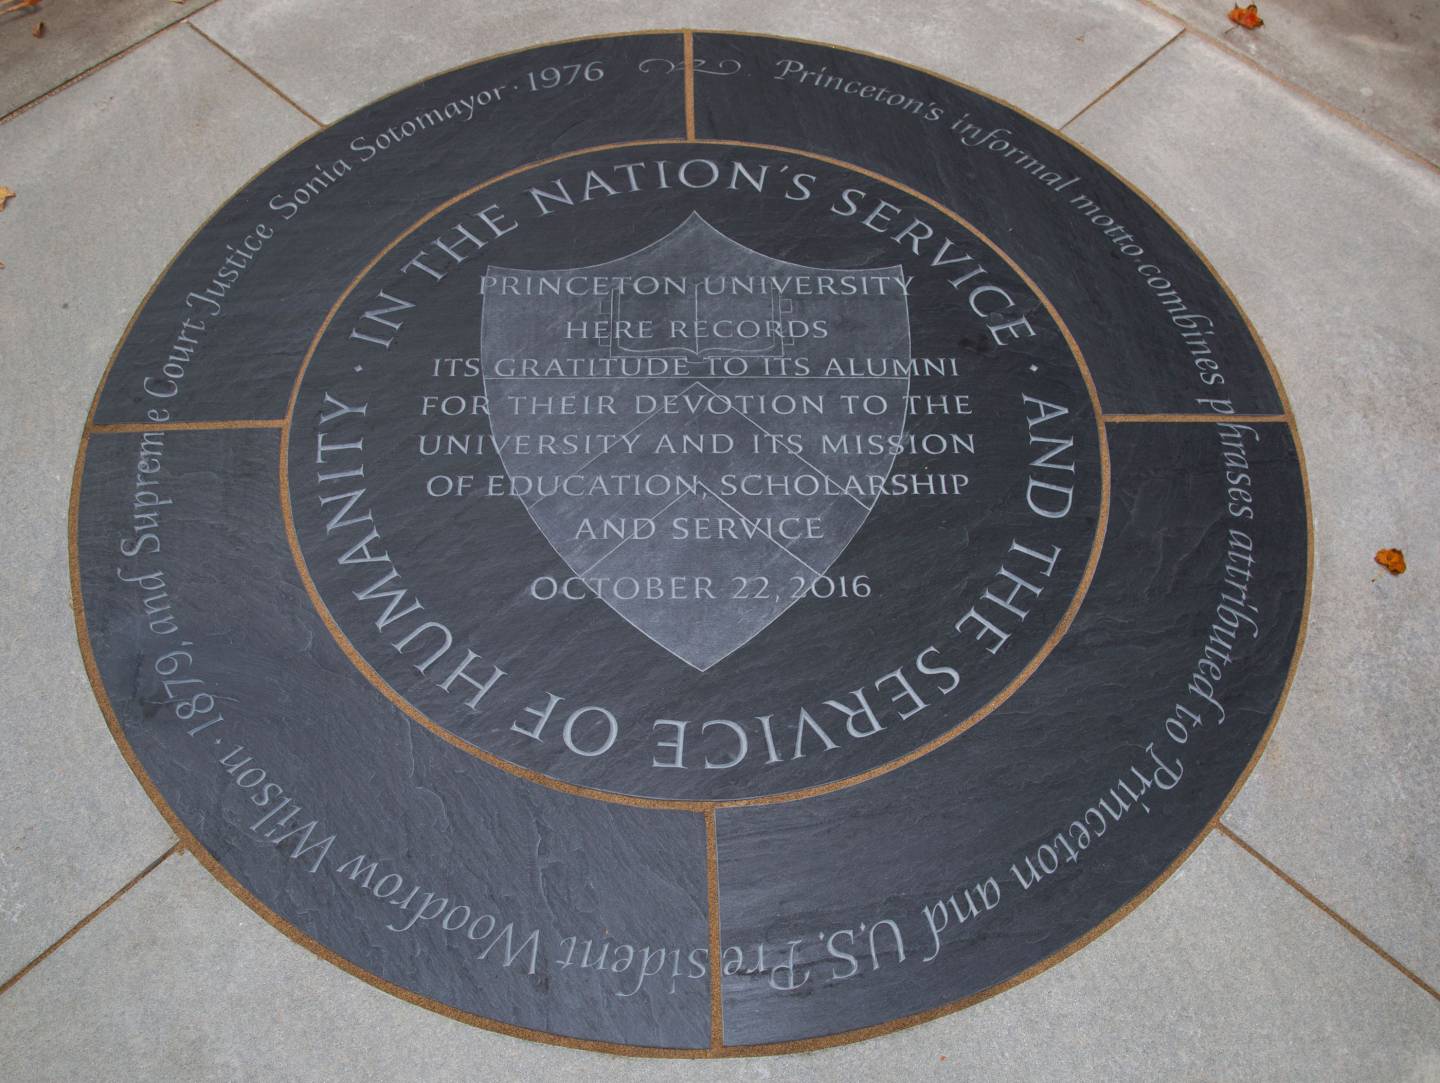 Princeton's informal motto combines phrases attributed to Princeton and U.S. President Woodrow Wilson · 1879, and Supreme Court Justice Sonia Sotomayor · 1976
IN THE NATION'S SERVICE · AND THE SERVICE OF HUMANITY ·
PRINCETON UNIVERSITY
HERE RECORDS
ITS GRATITUDE TO ITS ALUMNI
FOR THEIR DEVOTION TO THE
UNIVERSITY AND ITS MISSION
OF EDUCATION, SCHOLARSHIP
AND SERVICE
OCTOBER 22, 2016